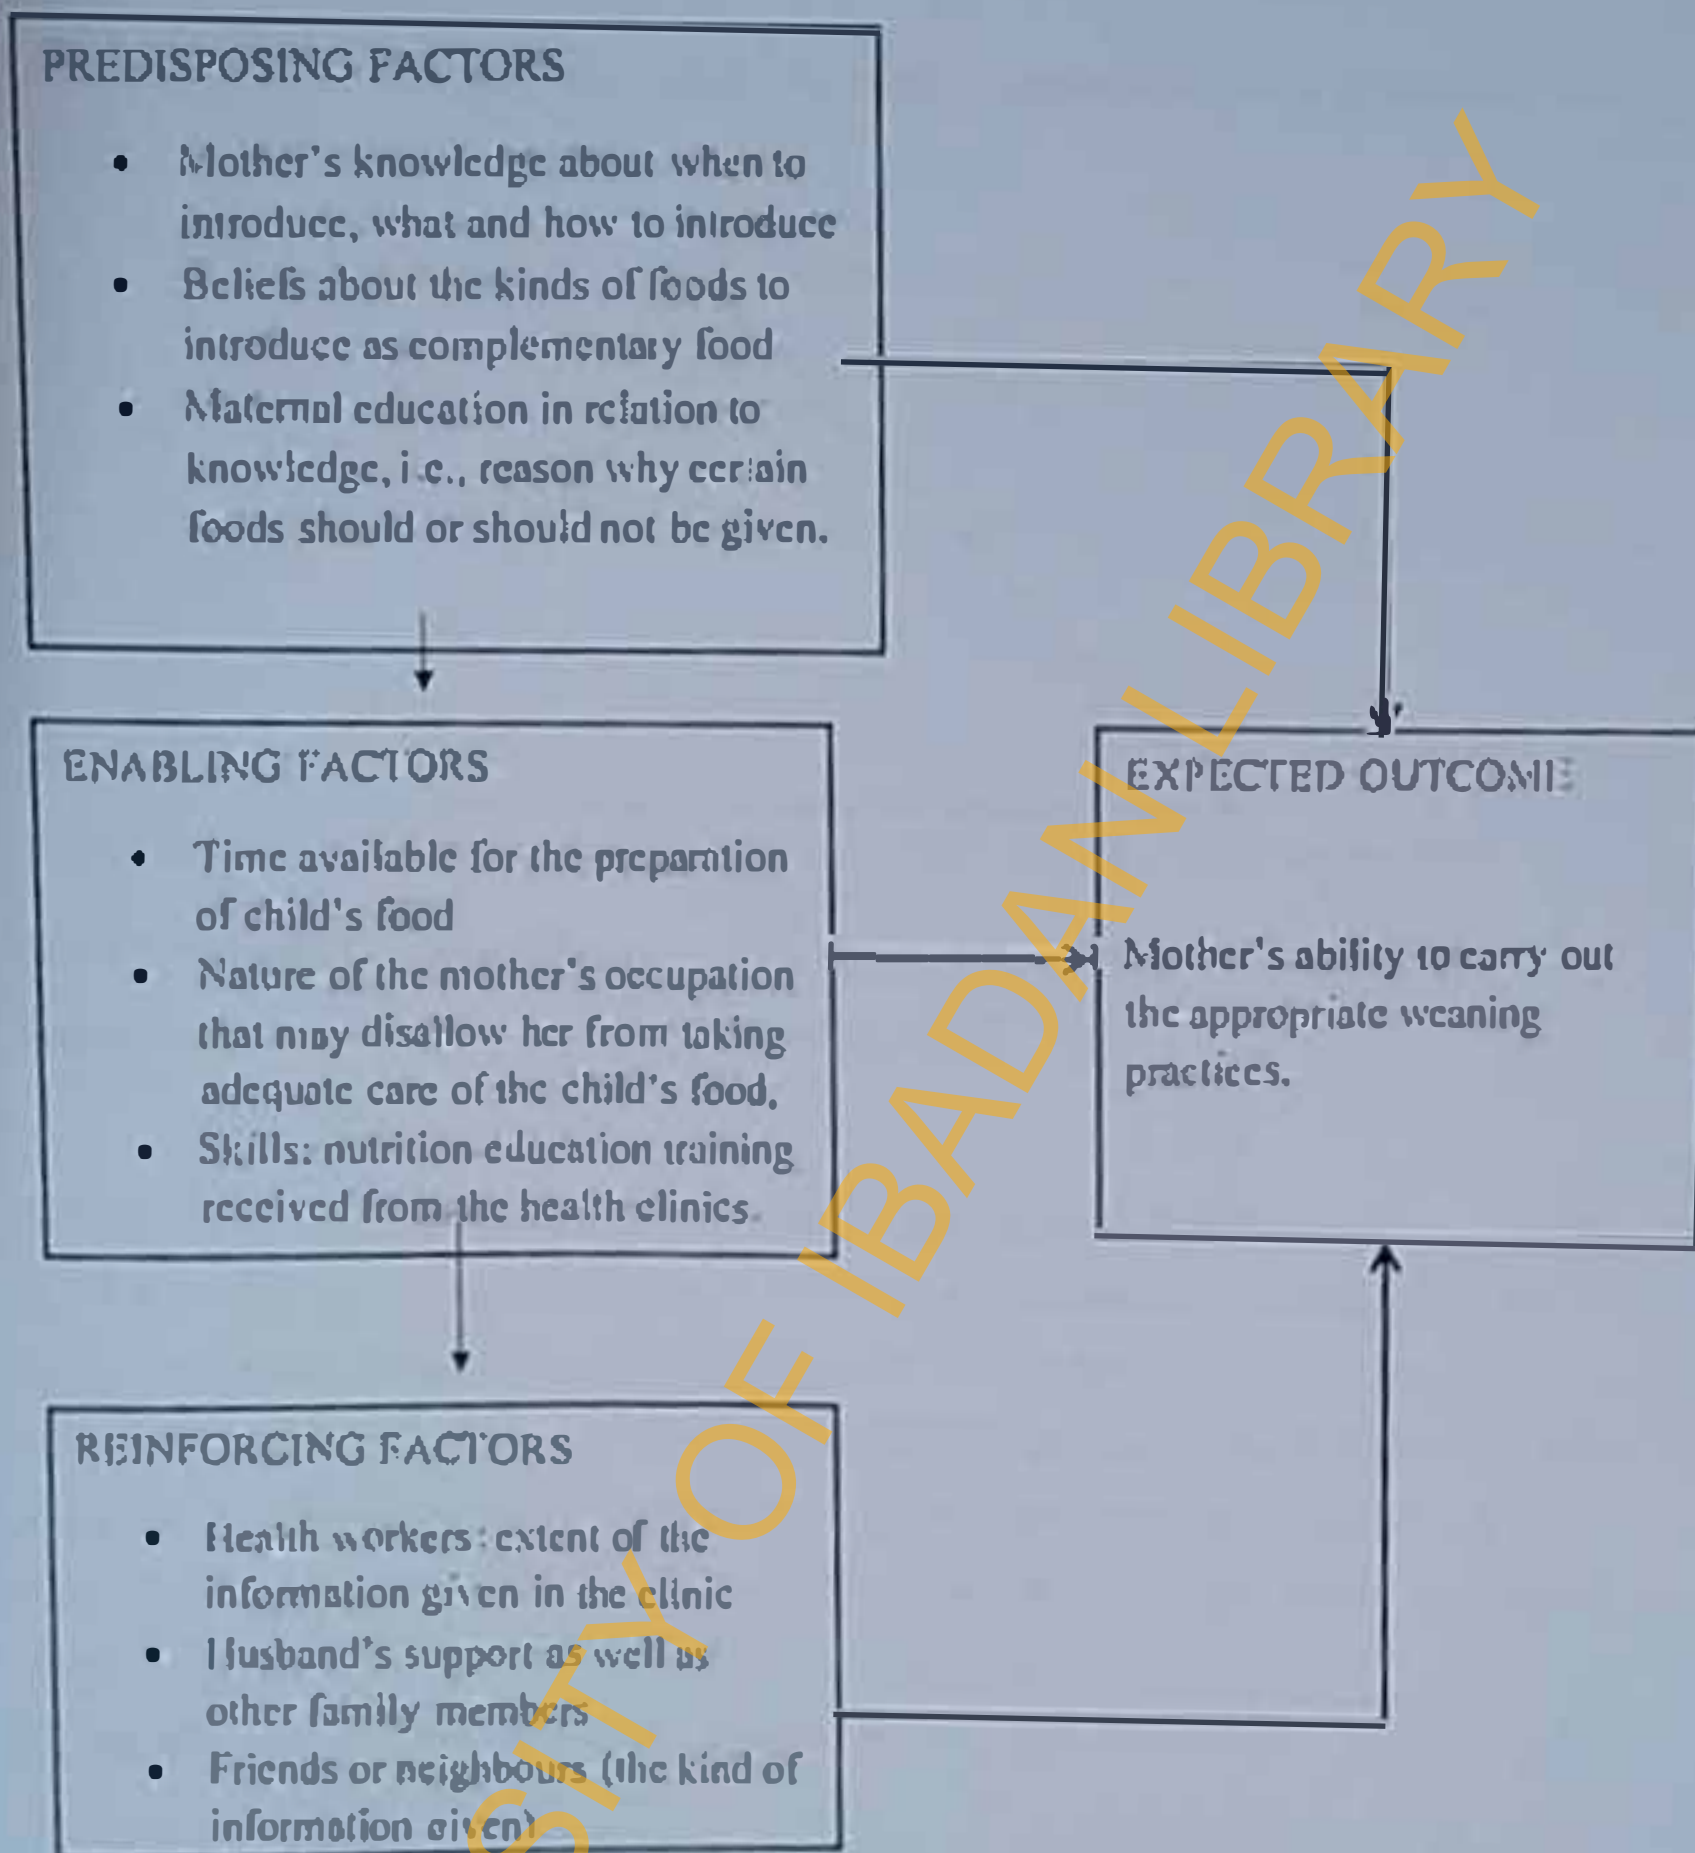 PREDISPOSING FACTORS
• Mother's knowledge about when to
introduce, what and how to introduce
• Beliefs about the kinds of foods to
introduce as complementary food
• Maternal education in relation to
knowledge, i.e., reason why certain
foods should or should not be given.
ENABLING FACTORS
• Time available for the preparation
of child's food
• Nature of the mother's occupation
that may disallow her from taking
adequate care of the child's food.
• Skills: nutrition education training
received from the health clinics.
EXPECTED OUTCOME
Mother's ability to carry out
the appropriate weaning
practices.
REINFORCING FACTORS
• Health workers: extent of the
information given in the clinic
• Husband's support as well as
other family members
• Friends or neighbours (the kind of
information given)
SITY OF IBADAN LIBRARY